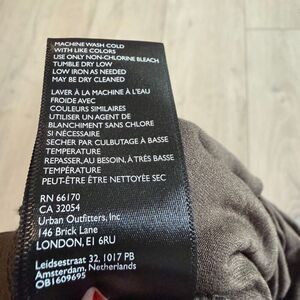 MACHINE WASH COLD
WITH LIKE COLORS
USE ONLY NON-CHLORINE BLEACH
TUMBLE DRY LOW
LOW IRON AS NEEDED
MAY BE DRY CLEANED
LAVER À LA MACHINE À L'EAU
FROIDE AVEC
COULEURS SIMILAIRES
UTILISER UN AGENT DE
BLANCHIMENT SANS CHLORE
SI NÉCESSAIRE
SECHER PAR CULBUTAGE À BASSE
TEMPÉRATURE
REPASSER, AU BESOIN, À TRÈS BASSE
TEMPÉRATURE
PEUT-ÊTRE ÊTRE NETTOYÉE SEC
RN 66170
CA 32054
Urban Outfitters, Inc
146 Brick Lane
LONDON, E1 6RU
Leidsestraat 32, 1017 PB
Amsterdam, Netherlands
OB1609695